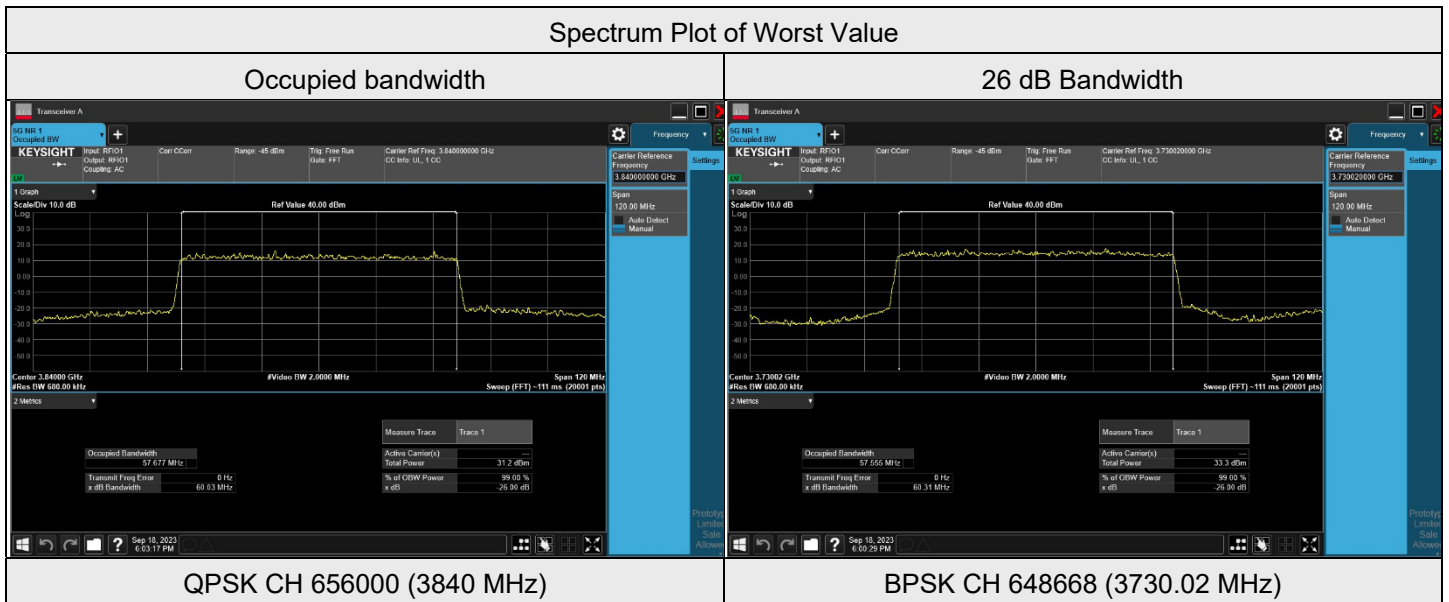 Spectrum Plot of Worst Value
Occupied bandwidth
26 dB Bandwidth
Transceiver A
5G NR 1
Occupied BW
+
Frequency
KEYSIGHT
Input: RFIO1
Output: RFIO1
Coupling: AC
Corr CCorr
Range: -45 dBm
Trig: Free Run
Gate: FFT
Carrier Ref Freq: 3.840000000 GHz
CC Info: UL, 1 CC
Carrier Reference
Frequency
3.840000000 GHz
Settings
Span
120.00 MHz
Auto Detect
Manual
1 Graph
Scale/Div 10.0 dB
Ref Value 40.00 dBm
Log
30.0
20.0
10.0
0.00
-10.0
-20.0
-30.0
-40.0
-50.0
Center 3.84000 GHz
#Video BW 2.0000 MHz
Span 120 MHz
#Res BW 680.00 kHz
Sweep (FFT) ~111 ms (20001 pts)
2 Metrics
Measure Trace
Trace 1
Occupied Bandwidth
57.677 MHz
Active Carrier(s)
---
Total Power
31.2 dBm
Transmit Freq Error
0 Hz
x dB Bandwidth
60.03 MHz
% of OBW Power
99.00 %
x dB
-26.00 dB
Prototyp
Limited
Sale
Allowe
?
Sep 18, 2023
6:03:17 PM
Transceiver A
5G NR 1
Occupied BW
+
Frequency
KEYSIGHT
Input: RFIO1
Output: RFIO1
Coupling: AC
Corr CCorr
Range: -45 dBm
Trig: Free Run
Gate: FFT
Carrier Ref Freq: 3.730020000 GHz
CC Info: UL, 1 CC
Carrier Reference
Frequency
3.730020000 GHz
Settings
Span
120.00 MHz
Auto Detect
Manual
1 Graph
Scale/Div 10.0 dB
Ref Value 40.00 dBm
Log
30.0
20.0
10.0
0.00
-10.0
-20.0
-30.0
-40.0
-50.0
Center 3.73002 GHz
#Video BW 2.0000 MHz
Span 120 MHz
#Res BW 680.00 kHz
Sweep (FFT) ~111 ms (20001 pts)
2 Metrics
Measure Trace
Trace 1
Occupied Bandwidth
57.555 MHz
Active Carrier(s)
---
Total Power
33.3 dBm
Transmit Freq Error
0 Hz
x dB Bandwidth
60.31 MHz
% of OBW Power
99.00 %
x dB
-26.00 dB
Prototyp
Limited
Sale
Allowe
?
Sep 18, 2023
6:00:29 PM
QPSK CH 656000 (3840 MHz)
BPSK CH 648668 (3730.02 MHz)